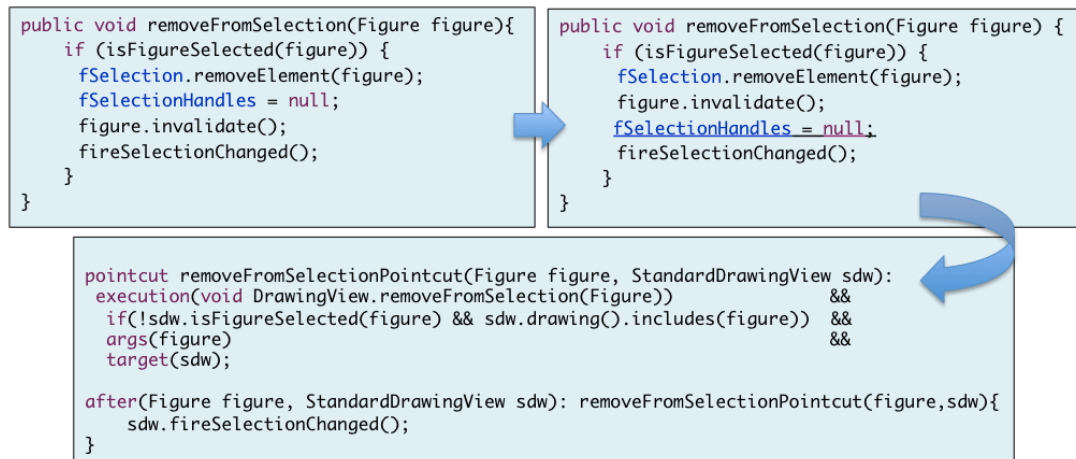 public void removeFromSelection(Figure figure){
if (isFigureSelected(figure)) {
fSelection.removeElement(figure);
fSelectionHandles = null;
figure.invalidate();
fireSelectionChanged();
}
}
public void removeFromSelection(Figure figure) {
if (isFigureSelected(figure)) {
fSelection.removeElement(figure);
figure.invalidate();
fSelectionHandles = null;
fireSelectionChanged();
}
}
pointcut removeFromSelectionPointcut(Figure figure, StandardDrawingView sdw):
execution(void DrawingView.removeFromSelection(Figure)) &&
if(!sdw.isFigureSelected(figure) && sdw.drawing().includes(figure)) &&
args(figure) &&
target(sdw);
after(Figure figure, StandardDrawingView sdw): removeFromSelectionPointcut(figure,sdw){
sdw.fireSelectionChanged();
}